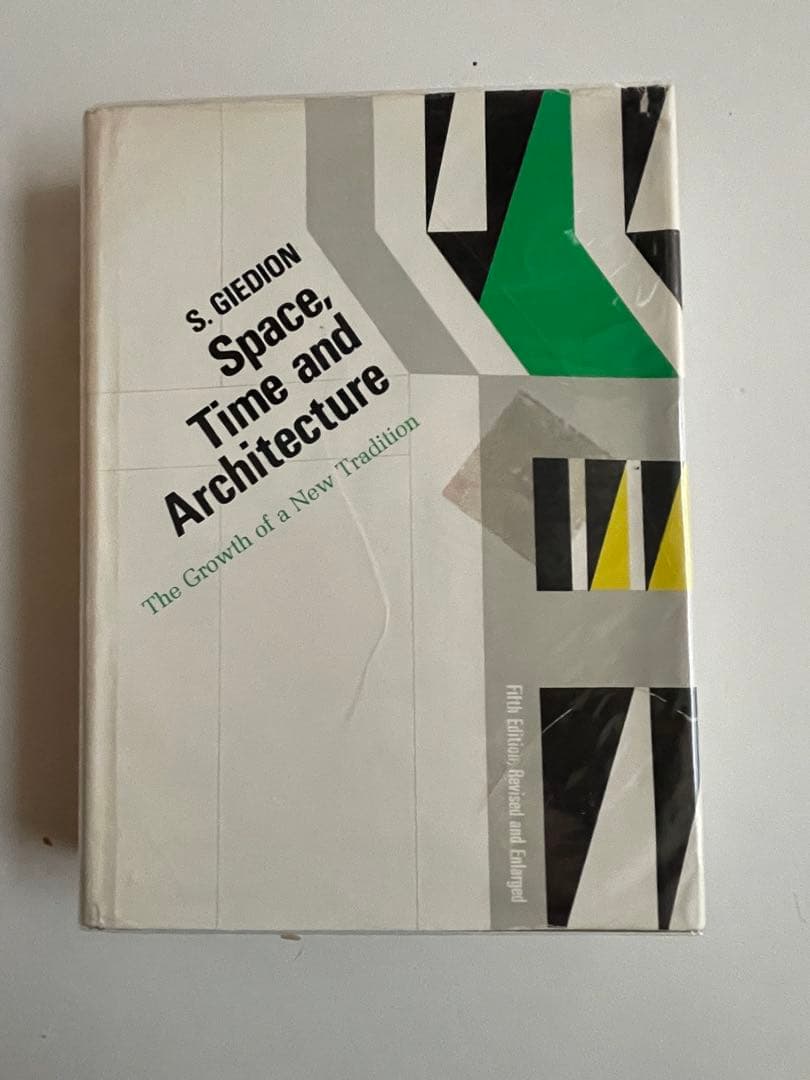 S. GIEDION
Space,
Time and
Architecture
The Growth of a New Tradition
Fifth Edition, Revised and Enlarged